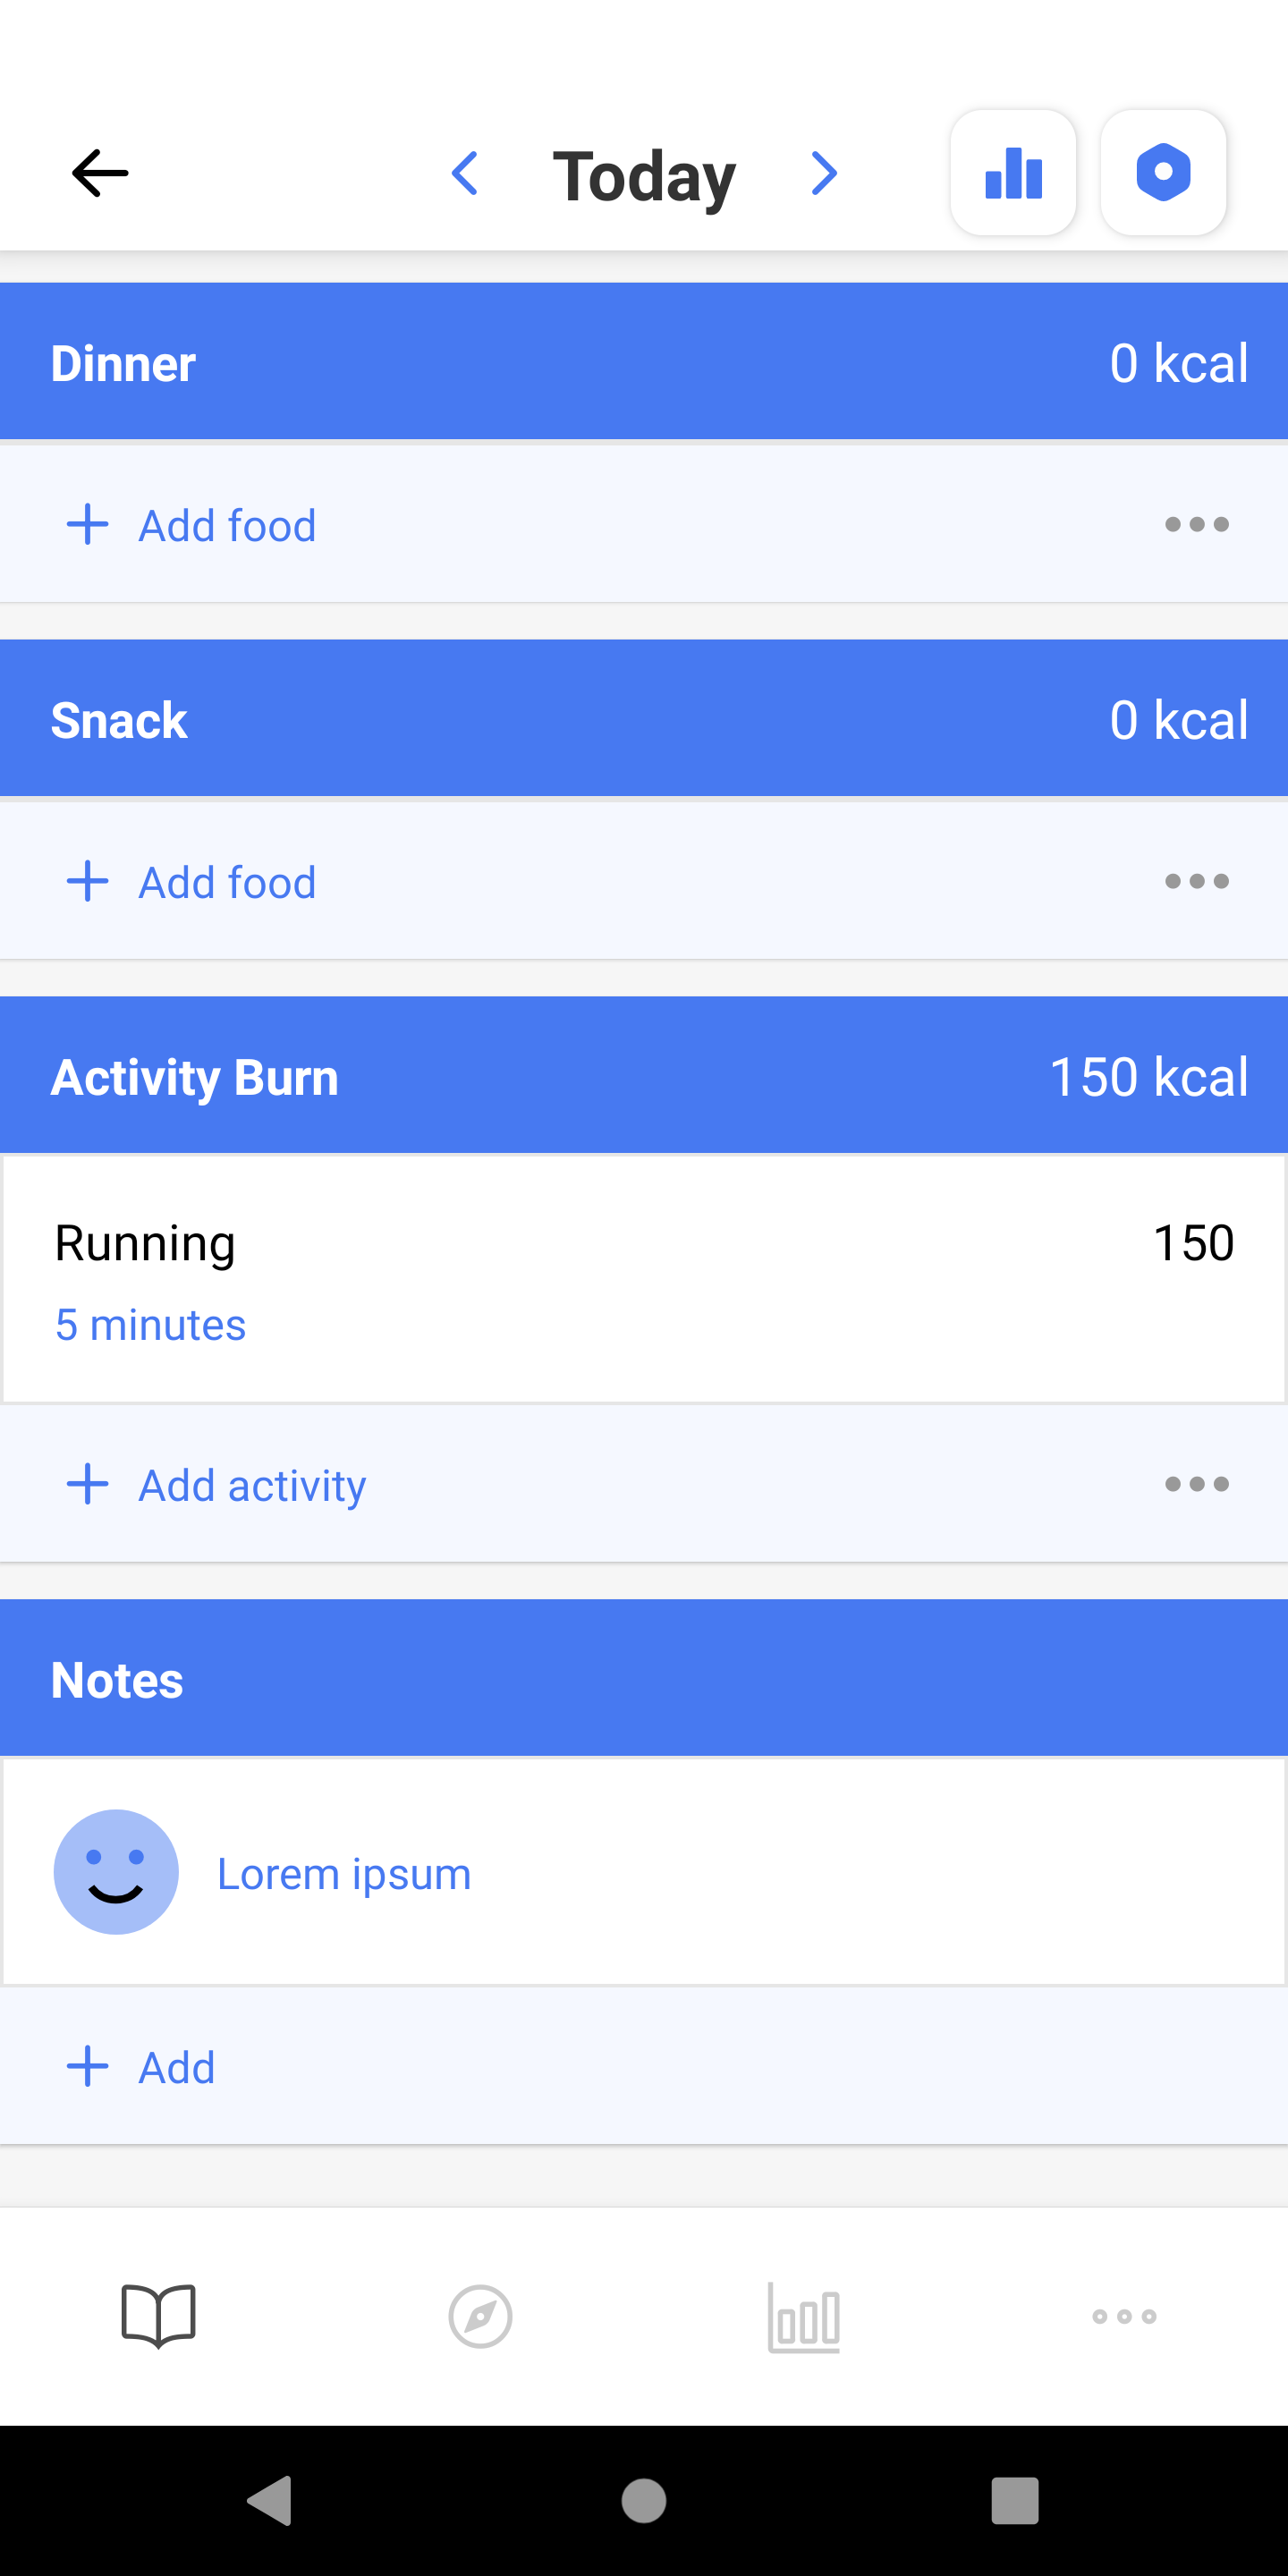 Today
Dinner 0 kcal
Add food
Snack 0 kcal
Add food
Activity Burn 150 kcal
Running 150
5 minutes
Add activity
Notes
Lorem ipsum
Add